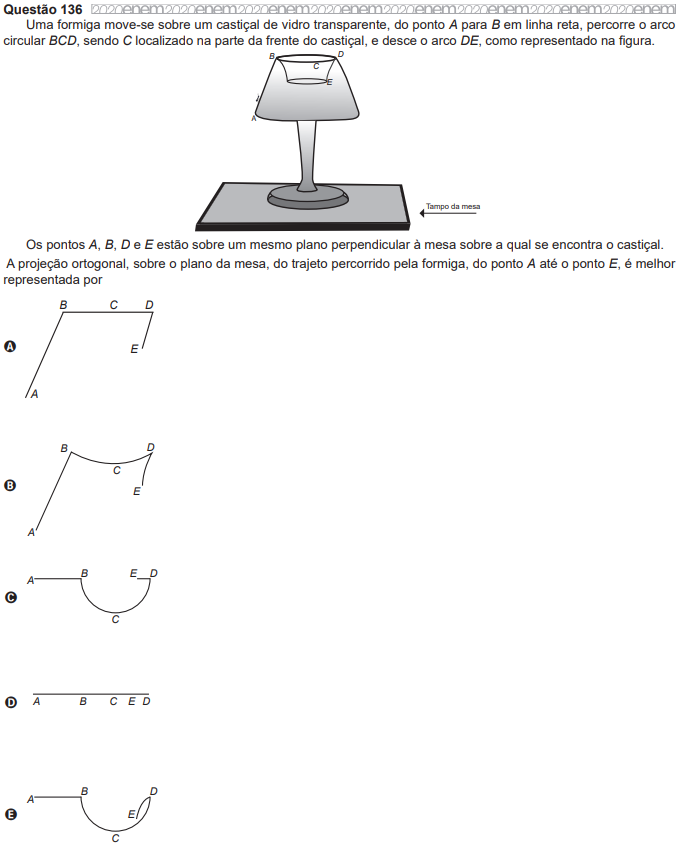 Questão 136 enem2020enem2020enem2020enem2020enem2020enem2020enem2020enem
Uma formiga move-se sobre um castiçal de vidro transparente, do ponto A para B em linha reta, percorre o arco
circular BCD, sendo C localizado na parte da frente do castiçal, e desce o arco DE, como representado na figura.
B
D
C
E
A
Tampo da mesa
Os pontos A, B, D e E estão sobre um mesmo plano perpendicular à mesa sobre a qual se encontra o castiçal.
A projeção ortogonal, sobre o plano da mesa, do trajeto percorrido pela formiga, do ponto A até o ponto E, é melhor
representada por
B C D
A E
A
B D
C
B E
A
A B E D
C
C
D A B C E D
A B D
E E
C